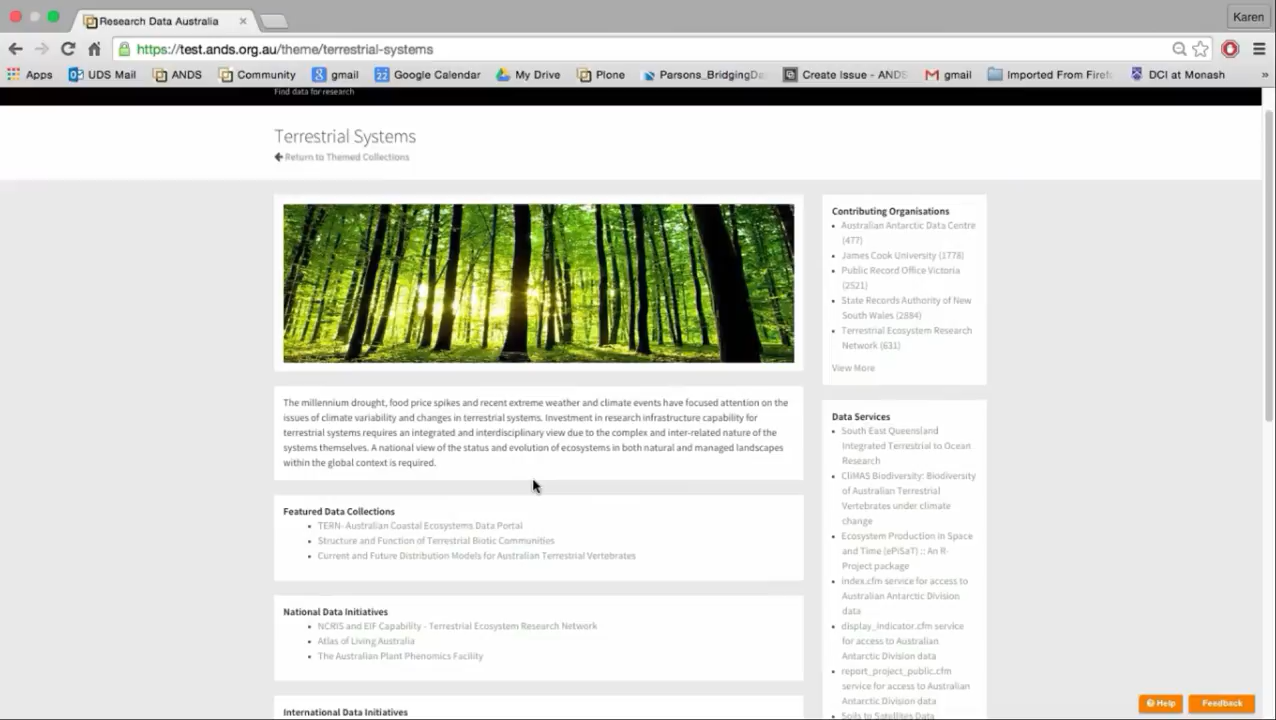 Research Data Australia
Karen
https://test.ands.org.au/theme/terrestrial-systems
Apps UDS Mail ANDS Community gmail Google Calendar My Drive Plone Parsons_BridgingDa Create Issue - ANDS gmail Imported From Firef DCI at Monash »
Find data for research
Terrestrial Systems
Return to Themed Collections
The millennium drought, food price spikes and recent extreme weather and climate events have focused attention on the
issues of climate variability and changes in terrestrial systems. Investment in research infrastructure capability for
terrestrial systems requires an integrated and interdisciplinary view due to the complex and inter-related nature of the
systems themselves. A national view of the status and evolution of ecosystems in both natural and managed landscapes
within the global context is required.
Featured Data Collections
TERN- Australian Coastal Ecosystems Data Portal
Structure and Function of Terrestrial Biotic Communities
Current and Future Distribution Models for Australian Terrestrial Vertebrates
National Data Initiatives
NCRIS and EIF Capability - Terrestrial Ecosystem Research Network
Atlas of Living Australia
The Australian Plant Phenomics Facility
International Data Initiatives
Contributing Organisations
Australian Antarctic Data Centre
(477)
James Cook University (1778)
Public Record Office Victoria
(2521)
State Records Authority of New
South Wales (2884)
Terrestrial Ecosystem Research
Network (631)
View More
Data Services
South East Queensland
Integrated Terrestrial to Ocean
Research
CliMAS Biodiversity: Biodiversity
of Australian Terrestrial
Vertebrates under climate
change
Ecosystem Production in Space
and Time (ePiSaT) :: An R-
Project package
index.cfm service for access to
Australian Antarctic Division
data
display_indicator.cfm service
for access to Australian
Antarctic Division data
report_project_public.cfm
service for access to Australian
Antarctic Division data
Soils to Satellites Data
Help
Feedback